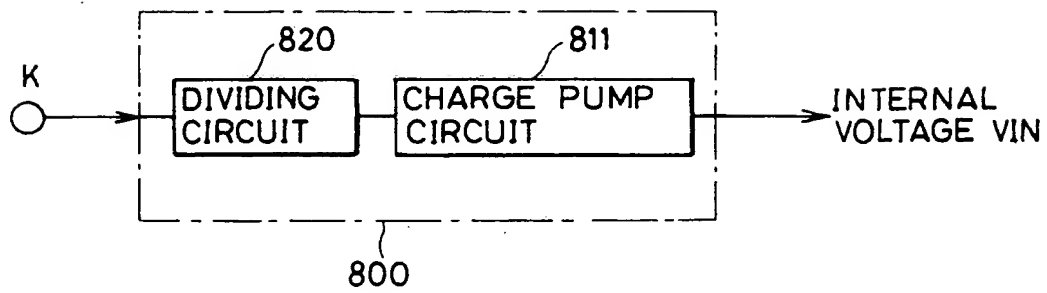 820
811
K
DIVIDING
CIRCUIT
CHARGE PUMP
CIRCUIT
INTERNAL
VOLTAGE VIN
800